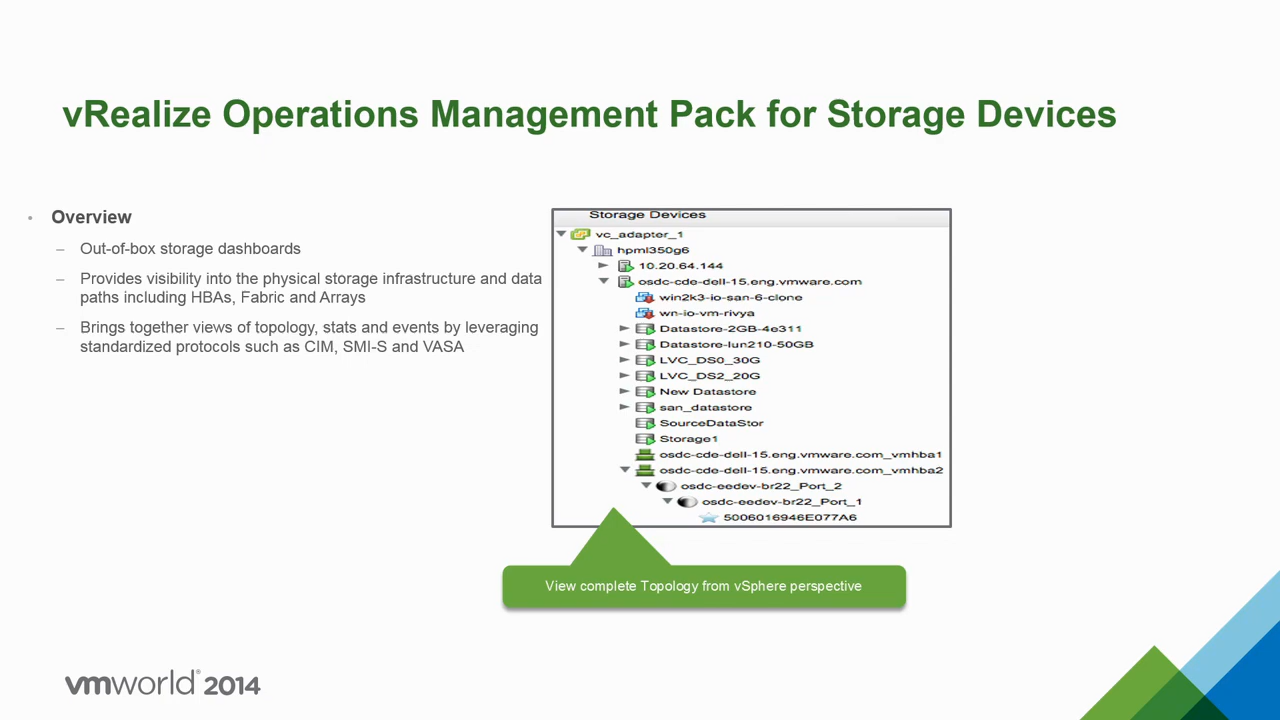 vRealize Operations Management Pack for Storage Devices
• Overview
– Out-of-box storage dashboards
– Provides visibility into the physical storage infrastructure and data
paths including HBAs, Fabric and Arrays
– Brings together views of topology, stats and events by leveraging
standardized protocols such as CIM, SMI-S and VASA
Storage Devices
vc_adapter_1
hpml350g6
10.20.64.144
osdc-cde-dell-15.eng.vmware.com
win2k3-io-san-6-clone
wn-io-vm-rivya
Datastore-2GB-4e311
Datastore-lun210-50GB
LVC_DS0_30G
LVC_DS2_20G
New Datastore
san_datastore
SourceDataStor
Storage1
osdc-cde-dell-15.eng.vmware.com_vmhba1
osdc-cde-dell-15.eng.vmware.com_vmhba2
osdc-eedev-br22_Port_2
osdc-eedev-br22_Port_1
5006016946E077A6
View complete Topology from vSphere perspective
vmworld® 2014